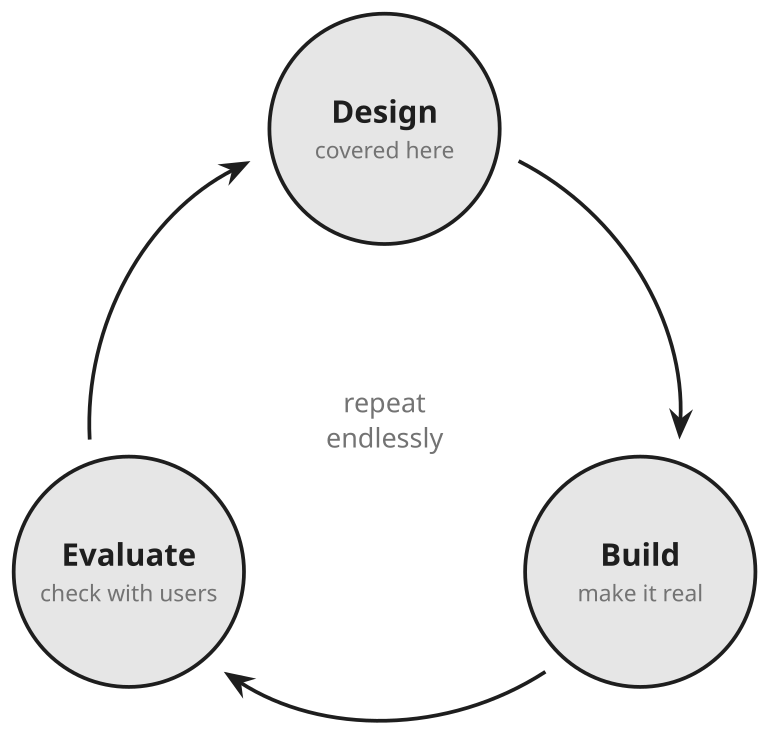 Design
covered here
repeat
endlessly
Evaluate
check with users
Build
make it real